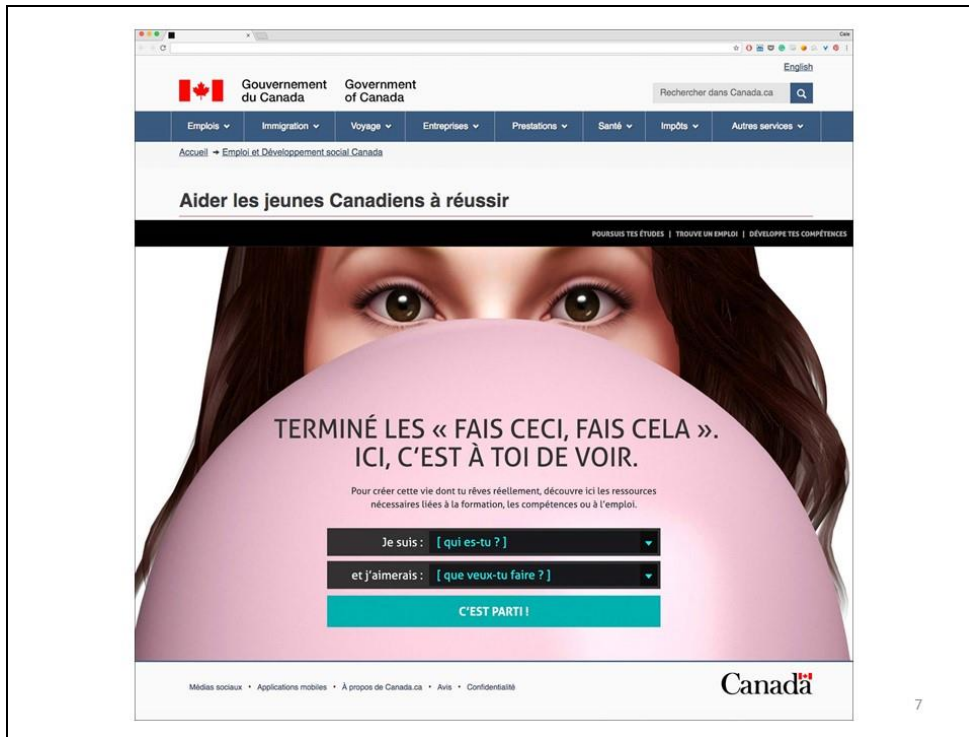 English
Gouvernement du Canada
Government of Canada
Rechercher dans Canada.ca
Emplois Immigration Voyage Entreprises Prestations Santé Impôts Autres services
Accueil → Emploi et Développement social Canada
Aider les jeunes Canadiens à réussir
POURSUIS TES ÉTUDES | TROUVE UN EMPLOI | DÉVELOPPE TES COMPÉTENCES
TERMINÉ LES « FAIS CECI, FAIS CELA ».
ICI, C'EST À TOI DE VOIR.
Pour créer cette vie dont tu rêves réellement, découvre ici les ressources
nécessaires liées à la formation, les compétences ou à l'emploi.
Je suis : [ qui es-tu ? ]
et j'aimerais : [ que veux-tu faire ? ]
C'EST PARTI !
Médias sociaux • Applications mobiles • À propos de Canada.ca • Avis • Confidentialité
Canada
7